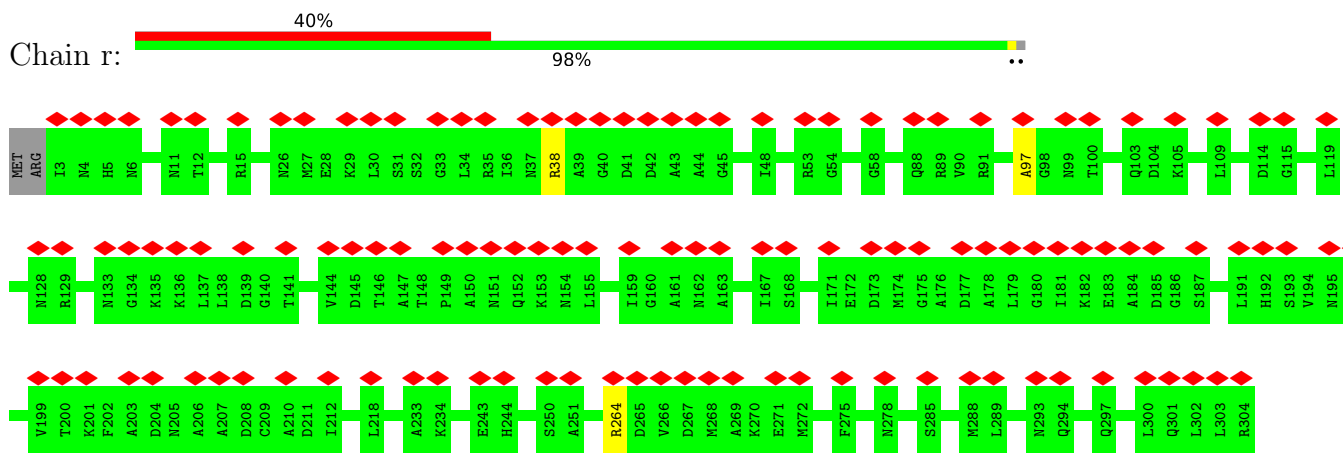 40%
Chain r:
98%
••
MET ARG I3 N4 H5 N6 N11 T12 R15 N26 M27 E28 K29 L30 S31 S32 G33 L34 R35 I36 N37 R38 A39 G40 D41 D42 A43 A44 G45 I48 R53 G54 G58 Q88 R89 V90 R91 A97 G98 N99 T100 Q103 D104 K105 L109 D114 G115 L119
N128 R129 N133 G134 K135 K136 L137 L138 D139 G140 T141 V144 D145 T146 A147 T148 P149 A150 N151 Q152 K153 N154 L155 I159 G160 A161 N162 A163 I167 S168 I171 E172 D173 M174 G175 A176 D177 A178 L179 G180 I181 K182 E183 A184 D185 G186 S187 L191 H192 S193 V194 N195
V199 T200 K201 F202 A203 D204 N205 A206 A207 D208 C209 A210 D211 I212 L218 A233 K234 E243 H244 S250 A251 R264 D265 V266 D267 M268 A269 K270 E271 M272 F275 N278 S285 M288 L289 N293 Q294 Q297 L300 Q301 L302 L303 R304